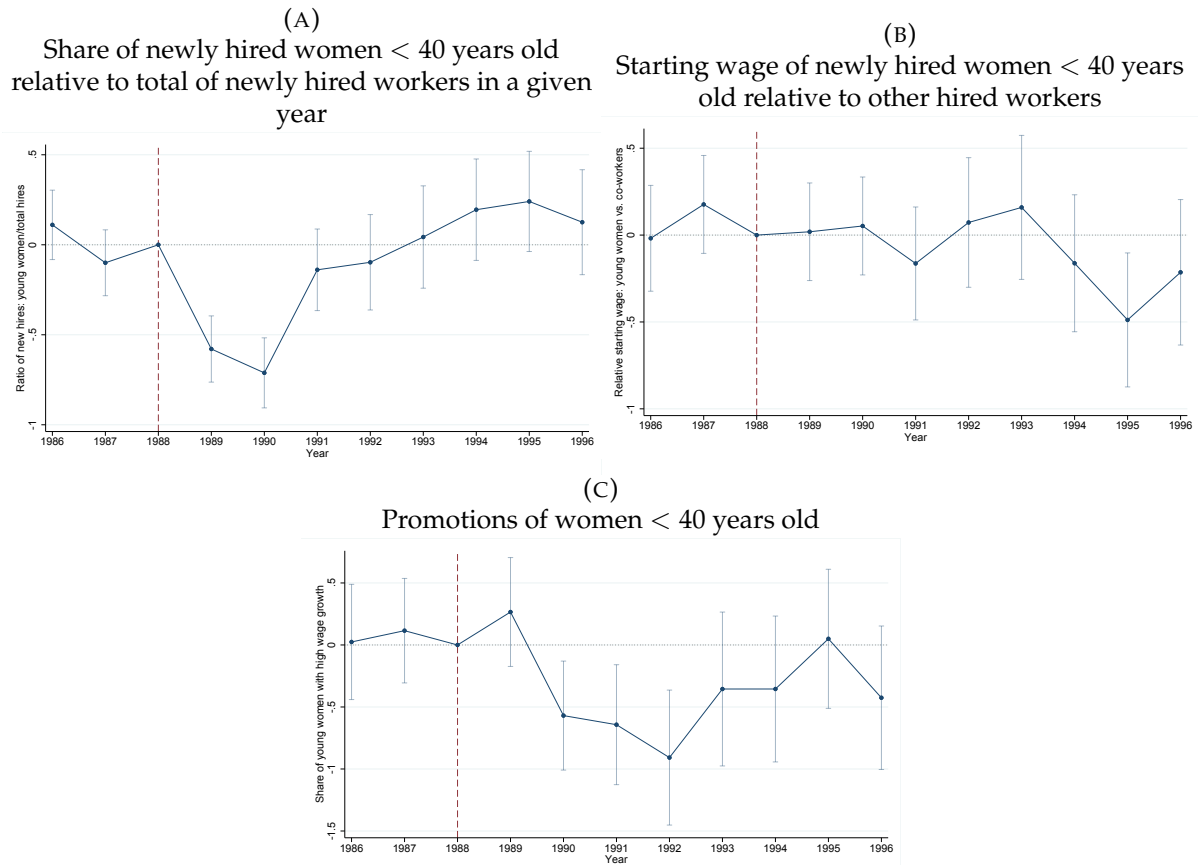 (A)
Share of newly hired women < 40 years old
relative to total of newly hired workers in a given
year
Ratio of new hires: young women/total hires
.5
0
-.5
-1
1986 1987 1988 1989 1990 1991 1992 1993 1994 1995 1996
Year
(B)
Starting wage of newly hired women < 40 years
old relative to other hired workers
Relative starting wage: young women vs. co-workers
.5
0
-.5
-1
1986 1987 1988 1989 1990 1991 1992 1993 1994 1995 1996
Year
(C)
Promotions of women < 40 years old
Share of young women with high wage growth
.5
0
-.5
-1
-1.5
1986 1987 1988 1989 1990 1991 1992 1993 1994 1995 1996
Year